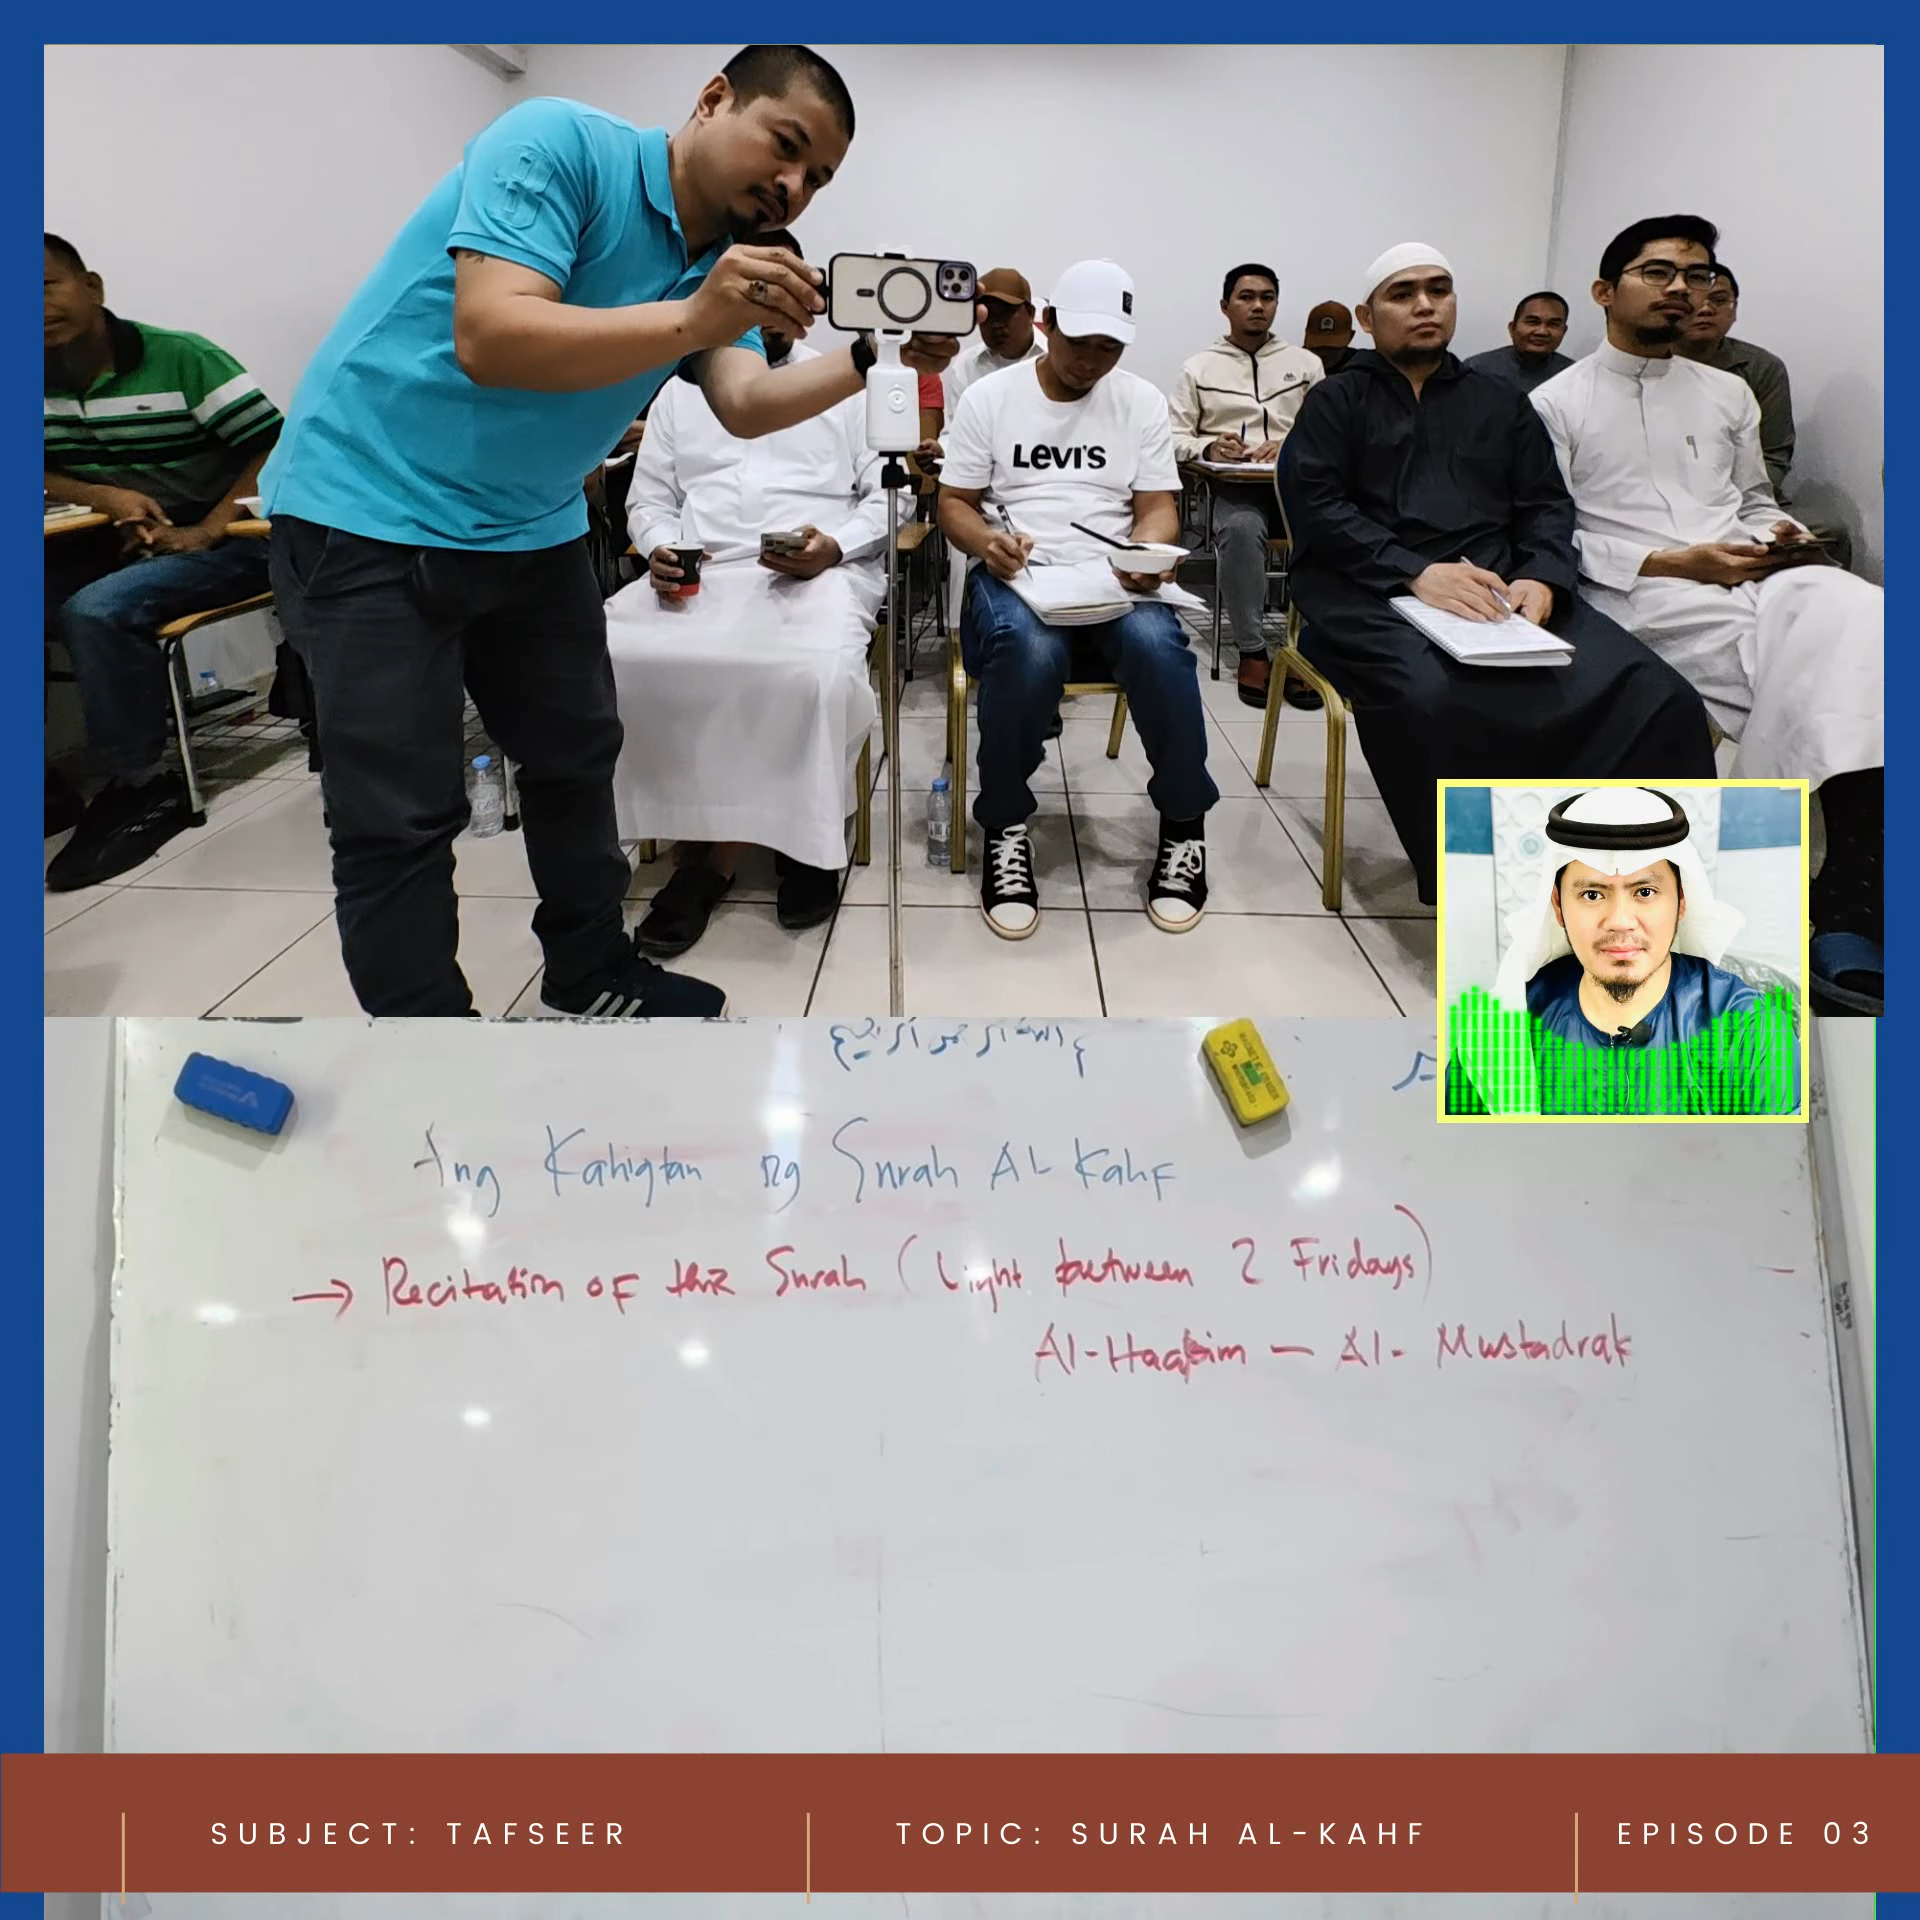 LEVI'S
Ang Kahigtan ng Surah AL Kahf
→ Recitation of the Surah (Light between 2 Fridays)
Al-Haakim — Al-Mustadrak
SUBJECT: TAFSEER
TOPIC: SURAH AL-KAHF
EPISODE 03